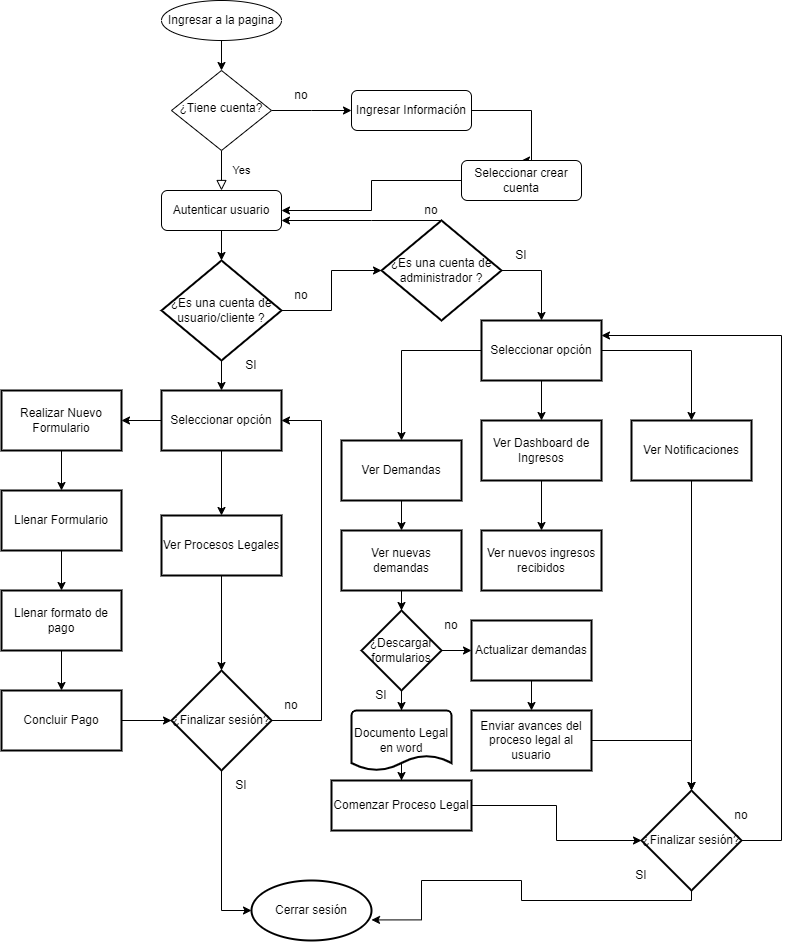 Ingresar a la pagina
¿Tiene cuenta?
no
Ingresar Información
Yes
Seleccionar crear
cuenta
Autenticar usuario
no
¿Es una cuenta de
administrador ?
SI
¿Es una cuenta de
usuario/cliente ?
no
SI
Seleccionar opción
Realizar Nuevo
Formulario
Seleccionar opción
Ver Demandas
Ver Dashboard de
Ingresos
Ver Notificaciones
Llenar Formulario
Ver Procesos Legales
Ver nuevas
demandas
Ver nuevos ingresos
recibidos
Llenar formato de
pago
¿Descargar
formularios
no
Actualizar demandas
SI
Concluir Pago
¿Finalizar sesión?
no
Documento Legal
en word
Enviar avances del
proceso legal al
usuario
SI
Comenzar Proceso Legal
¿Finalizar sesión?
no
SI
Cerrar sesión